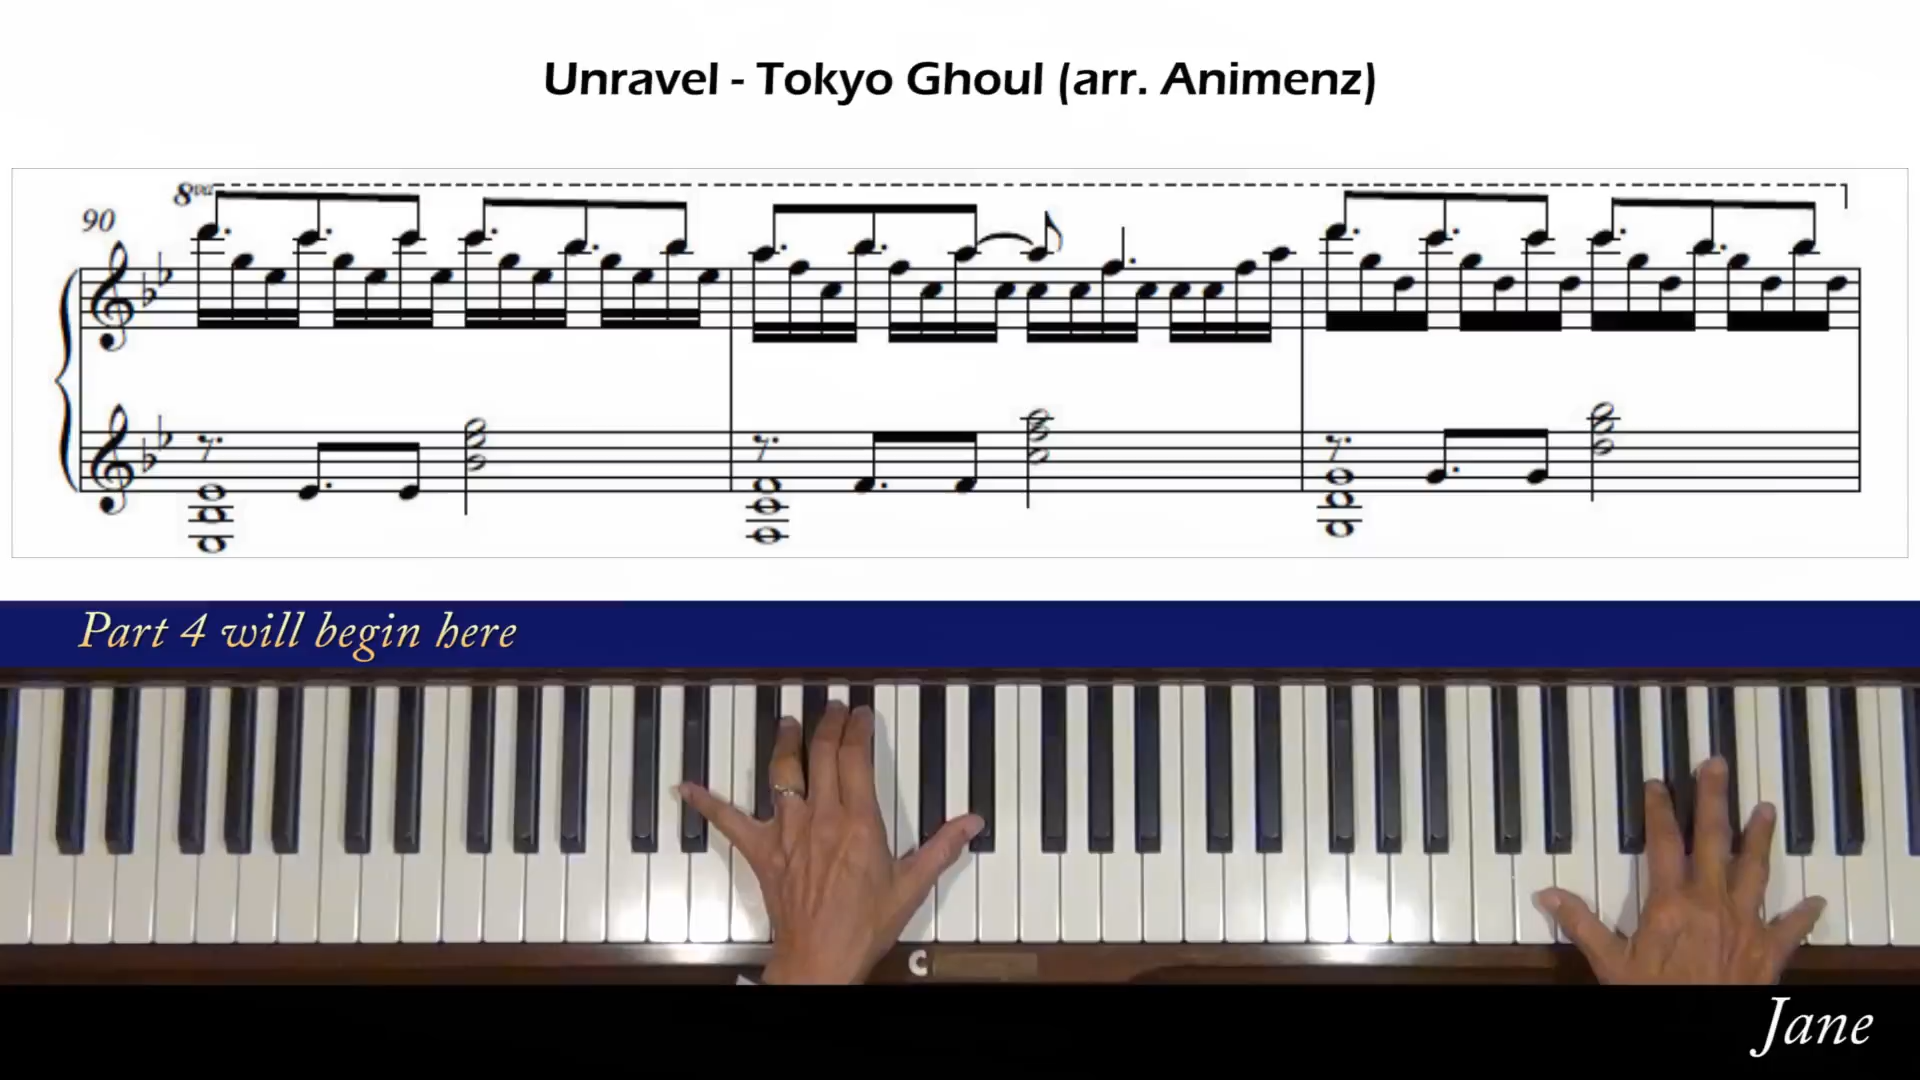 Unravel - Tokyo Ghoul (arr. Animenz)
8va
90
Part 4 will begin here
C
Jane